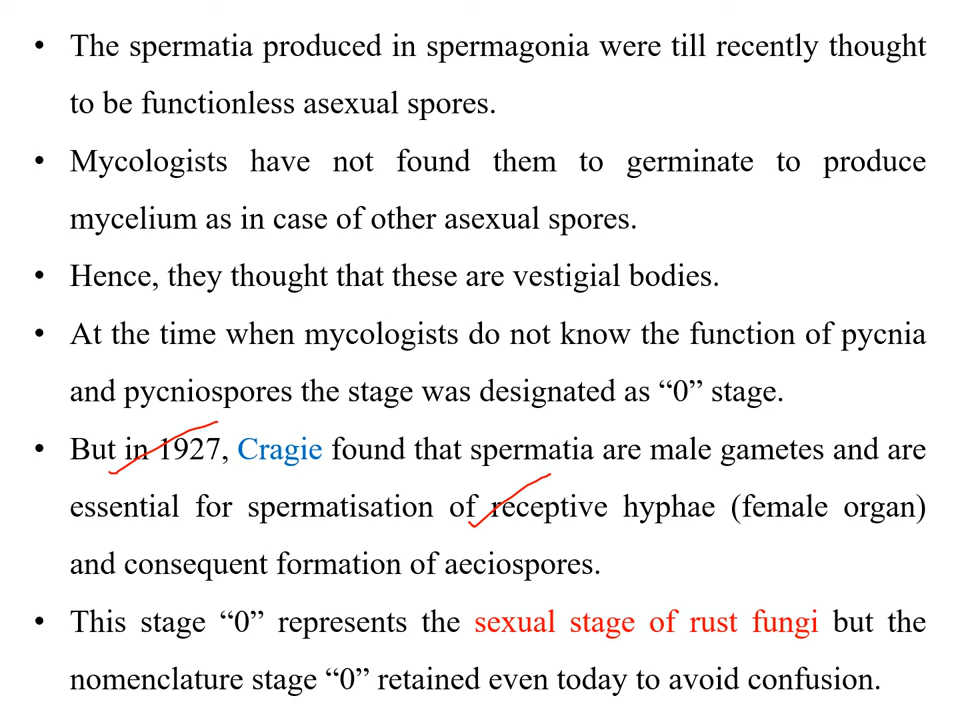 • The spermatia produced in spermagonia were till recently thought
to be functionless asexual spores.
• Mycologists have not found them to germinate to produce
mycelium as in case of other asexual spores.
• Hence, they thought that these are vestigial bodies.
• At the time when mycologists do not know the function of pycnia
and pycniospores the stage was designated as “0” stage.
• But in 1927, Cragie found that spermatia are male gametes and are
essential for spermatisation of receptive hyphae (female organ)
and consequent formation of aeciospores.
• This stage “0” represents the sexual stage of rust fungi but the
nomenclature stage “0” retained even today to avoid confusion.